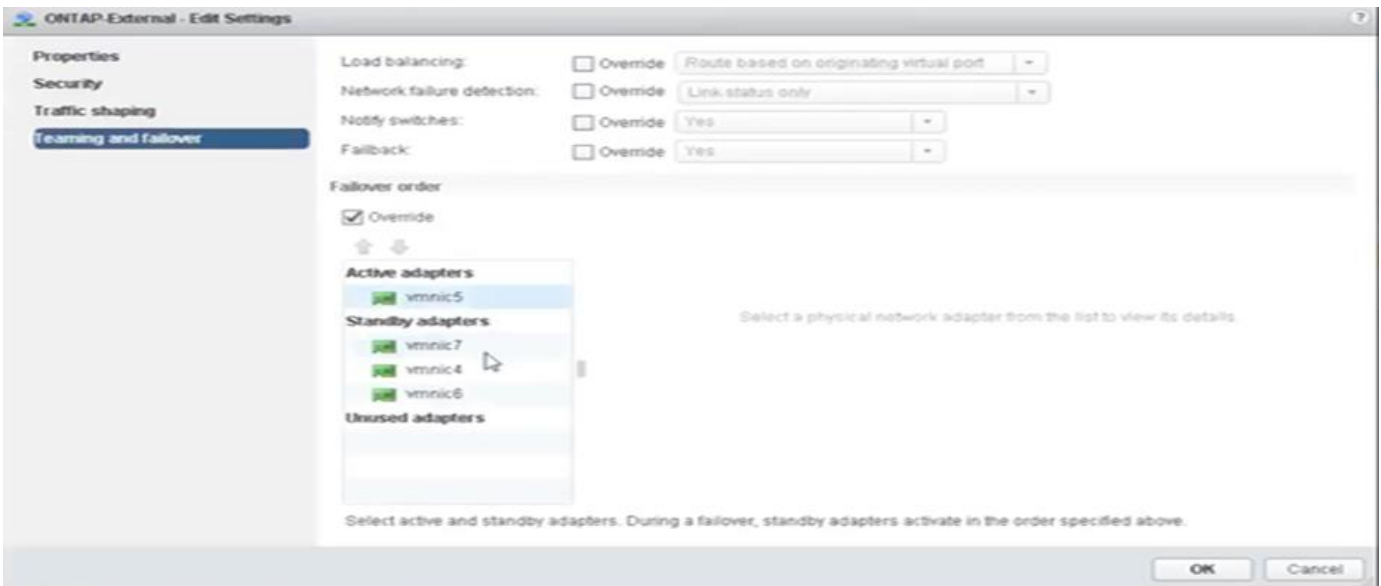 ONTAP-External - Edit Settings ?
Properties
Security
Traffic shaping
Teaming and failover
Load balancing: Override Route based on originating virtual port
Network failure detection: Override Link status only
Notify switches: Override Yes
Failback: Override Yes
Failover order
Override
Active adapters
vmnic5
Standby adapters
vmnic7
vmnic4
vmnic6
Unused adapters
Select a physical network adapter from the list to view its details.
Select active and standby adapters. During a failover, standby adapters activate in the order specified above.
OK Cancel